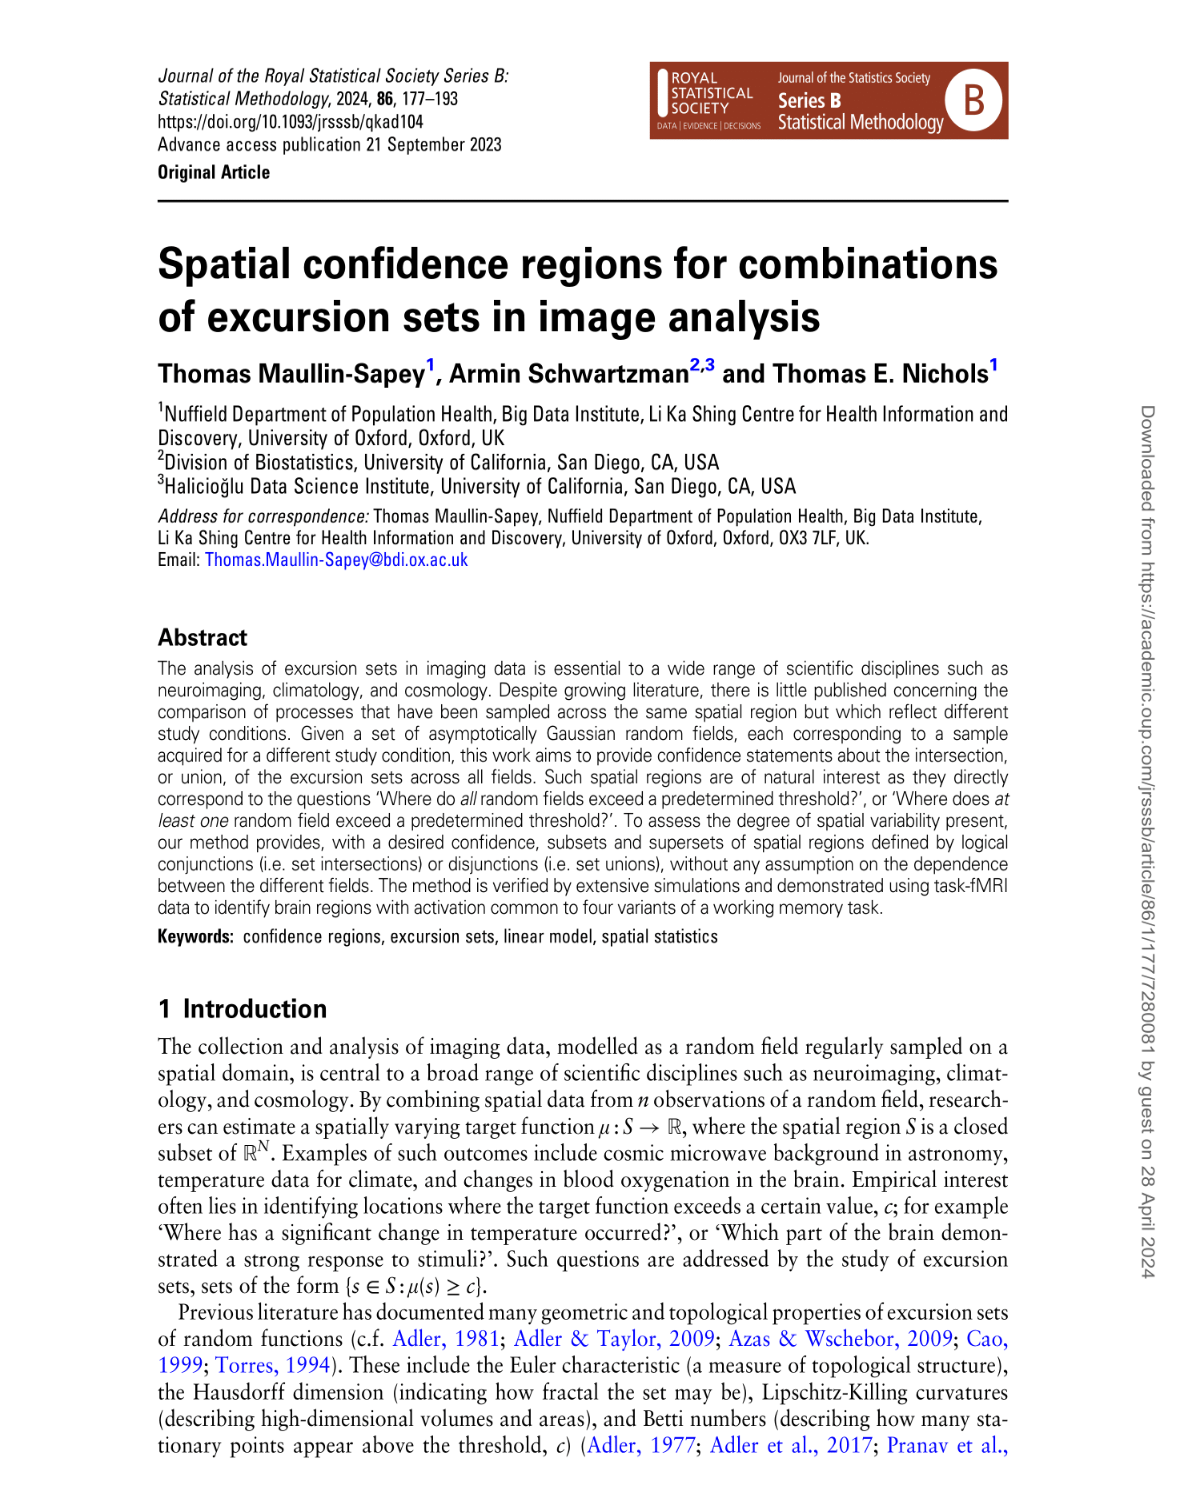 Journal of the Royal Statistical Society Series B:
Statistical Methodology, 2024, 86, 177–193
https://doi.org/10.1093/jrsssb/qkad104
Advance access publication 21 September 2023
Original Article
ROYAL
STATISTICAL
SOCIETY
DATA | EVIDENCE | DECISIONS
Journal of the Statistics Society
Series B
Statistical Methodology
B
Spatial confidence regions for combinations
of excursion sets in image analysis
Thomas Maullin-Sapey1, Armin Schwartzman2,3 and Thomas E. Nichols1
1Nuffield Department of Population Health, Big Data Institute, Li Ka Shing Centre for Health Information and
Discovery, University of Oxford, Oxford, UK
2Division of Biostatistics, University of California, San Diego, CA, USA
3Halicioğlu Data Science Institute, University of California, San Diego, CA, USA
Address for correspondence: Thomas Maullin-Sapey, Nuffield Department of Population Health, Big Data Institute,
Li Ka Shing Centre for Health Information and Discovery, University of Oxford, Oxford, OX3 7LF, UK.
Email: Thomas.Maullin-Sapey@bdi.ox.ac.uk
Abstract
The analysis of excursion sets in imaging data is essential to a wide range of scientific disciplines such as
neuroimaging, climatology, and cosmology. Despite growing literature, there is little published concerning the
comparison of processes that have been sampled across the same spatial region but which reflect different
study conditions. Given a set of asymptotically Gaussian random fields, each corresponding to a sample
acquired for a different study condition, this work aims to provide confidence statements about the intersection,
or union, of the excursion sets across all fields. Such spatial regions are of natural interest as they directly
correspond to the questions ‘Where do all random fields exceed a predetermined threshold?’, or ‘Where does at
least one random field exceed a predetermined threshold?’. To assess the degree of spatial variability present,
our method provides, with a desired confidence, subsets and supersets of spatial regions defined by logical
conjunctions (i.e. set intersections) or disjunctions (i.e. set unions), without any assumption on the dependence
between the different fields. The method is verified by extensive simulations and demonstrated using task-fMRI
data to identify brain regions with activation common to four variants of a working memory task.
Keywords: confidence regions, excursion sets, linear model, spatial statistics
1 Introduction
The collection and analysis of imaging data, modelled as a random field regularly sampled on a
spatial domain, is central to a broad range of scientific disciplines such as neuroimaging, climat-
ology, and cosmology. By combining spatial data from n observations of a random field, research-
ers can estimate a spatially varying target function μ : S → ℝ, where the spatial region S is a closed
subset of ℝᴺ. Examples of such outcomes include cosmic microwave background in astronomy,
temperature data for climate, and changes in blood oxygenation in the brain. Empirical interest
often lies in identifying locations where the target function exceeds a certain value, c; for example
‘Where has a significant change in temperature occurred?’, or ‘Which part of the brain demon-
strated a strong response to stimuli?’. Such questions are addressed by the study of excursion
sets, sets of the form {s ∈ S : μ(s) ≥ c}.
Previous literature has documented many geometric and topological properties of excursion sets
of random functions (c.f. Adler, 1981; Adler & Taylor, 2009; Azas & Wschebor, 2009; Cao,
1999; Torres, 1994). These include the Euler characteristic (a measure of topological structure),
the Hausdorff dimension (indicating how fractal the set may be), Lipschitz-Killing curvatures
(describing high-dimensional volumes and areas), and Betti numbers (describing how many sta-
tionary points appear above the threshold, c) (Adler, 1977; Adler et al., 2017; Pranav et al.,
Downloaded from https://academic.oup.com/jrsssb/article/86/1/177/7280081 by guest on 28 April 2024